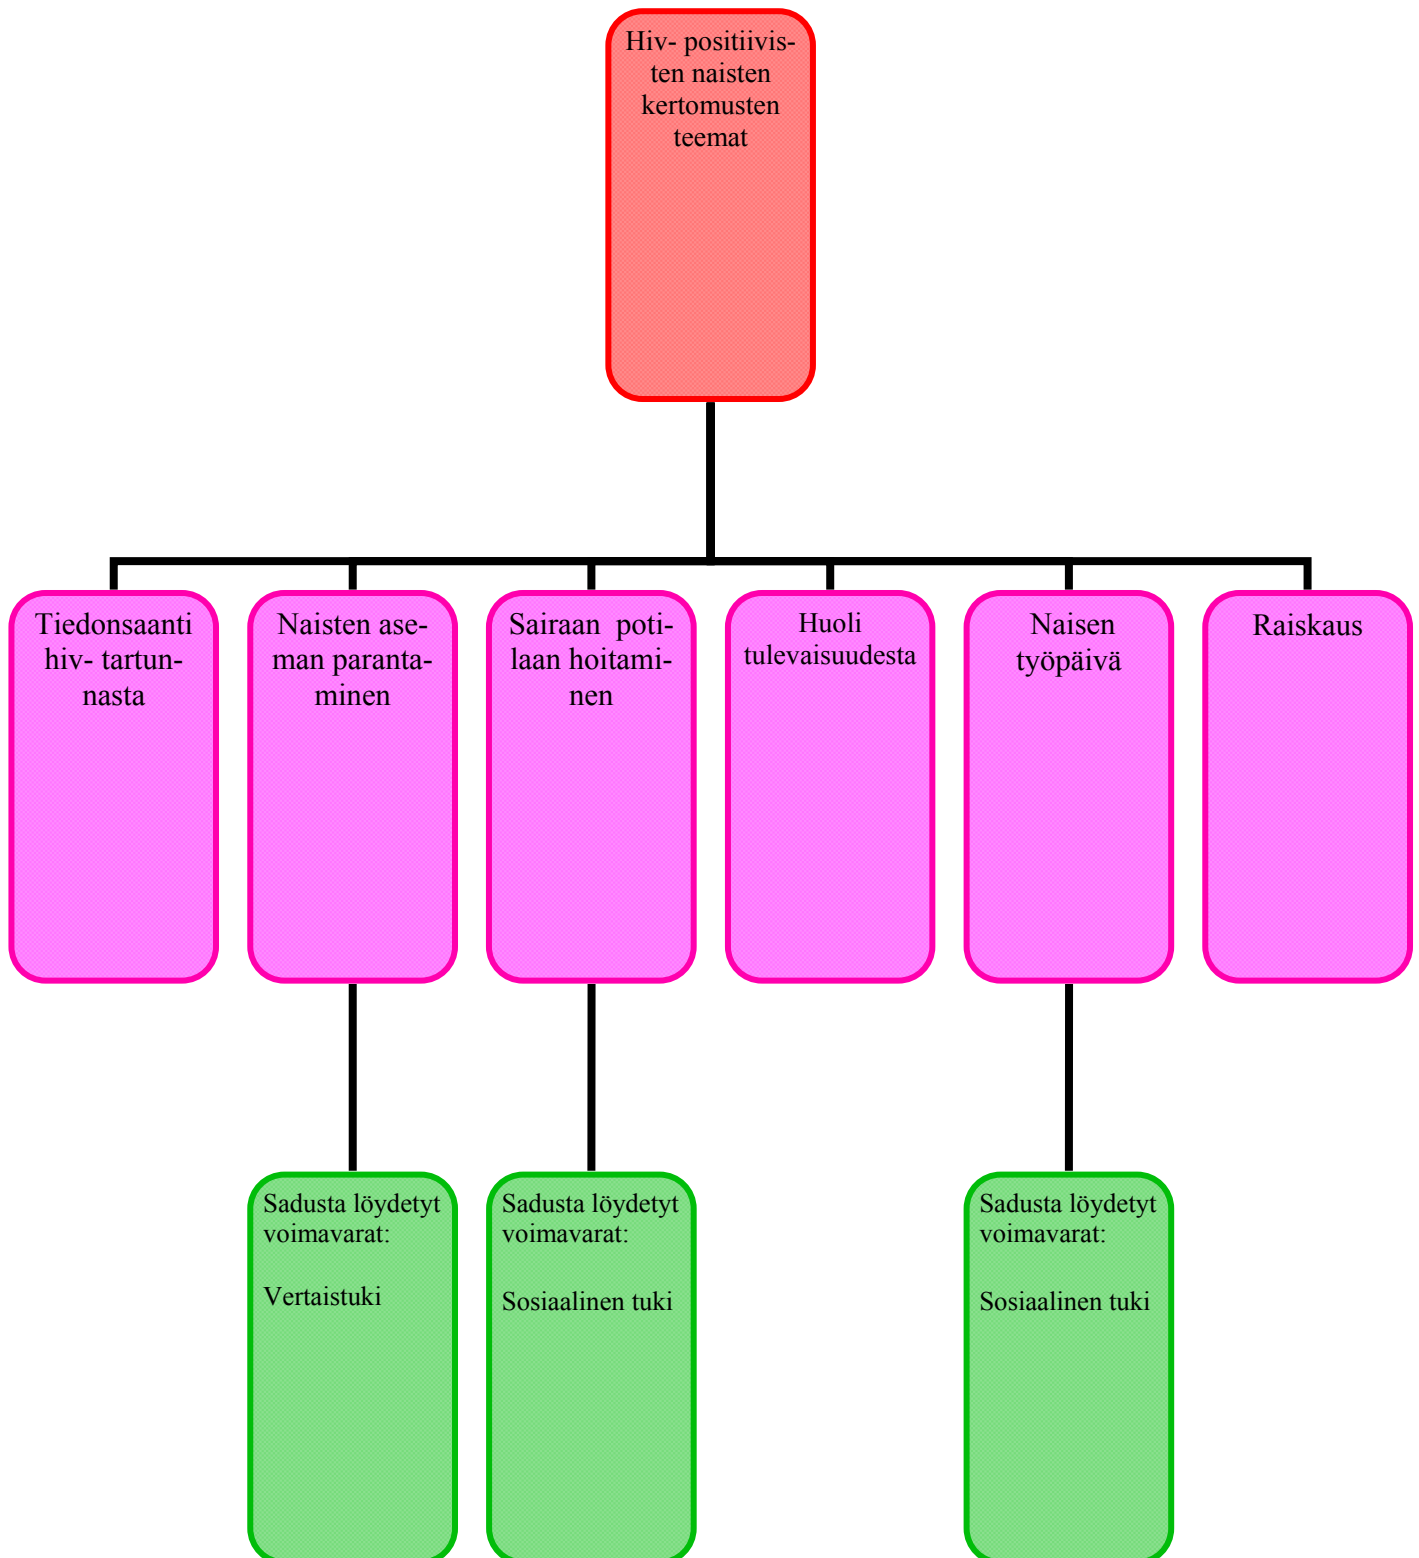 Hiv- positiivis-
ten naisten
kertomusten
teemat
Tiedonsaanti
hiv- tartun-
nasta
Naisten ase-
man paranta-
minen
Sairaan  poti-
laan hoitami-
nen
Huoli
tulevaisuudesta
Naisen
työpäivä
Raiskaus
Sadusta löydetyt
voimavarat:
Vertaistuki
Sadusta löydetyt
voimavarat:
Sosiaalinen tuki
Sadusta löydetyt
voimavarat:
Sosiaalinen tuki